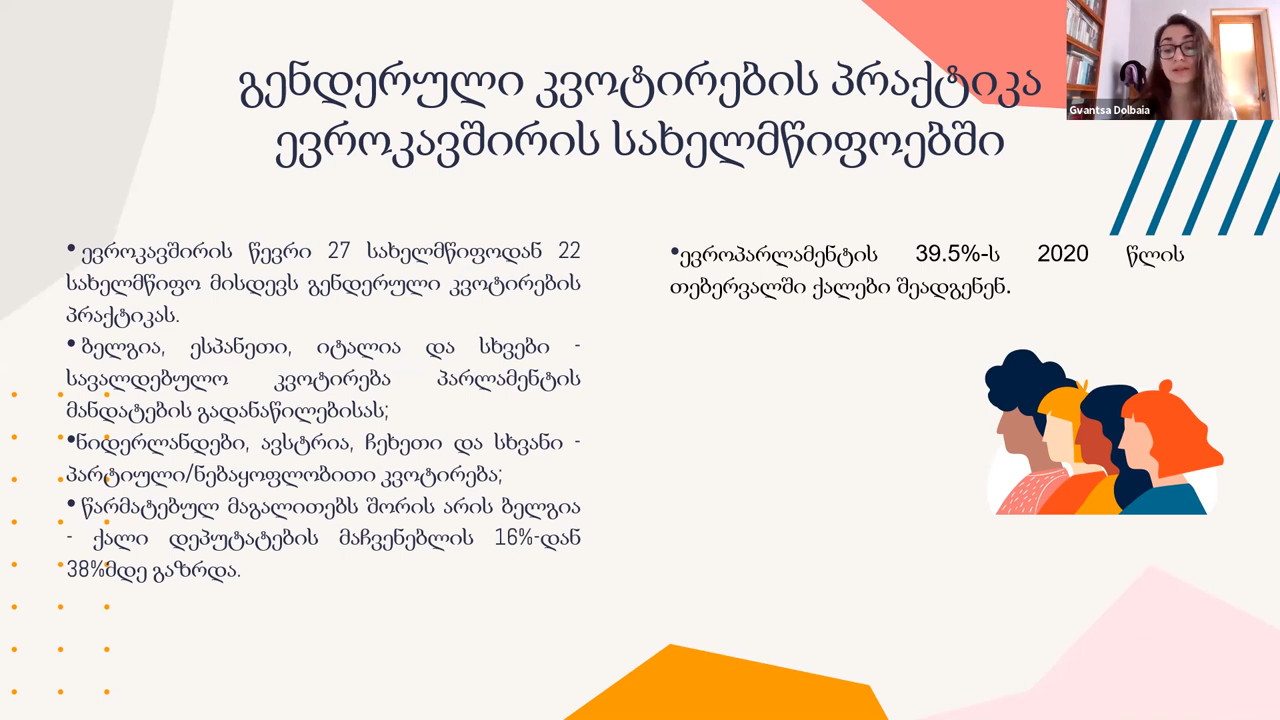 გენდერული კვოტირების პრაქტიკა
ევროკავშირის სახელმწიფოებში
Gvantsa Dolbaia
•ევროკავშირის წევრი 27 სახელმწიფოდან 22
სახელმწიფო მისდევს გენდერული კვოტირების
პრაქტიკას.
•ბელგია, ესპანეთი, იტალია და სხვები -
სავალდებულო კვოტირება პარლამენტის
მანდატების გადანაწილებისას;
•ნიდერლანდები, ავსტრია, ჩეხეთი და სხვანი -
პარტიული/ნებაყოფლობითი კვოტირება;
•წარმატებულ მაგალითებს შორის არის ბელგია
- ქალი დეპუტატების მაჩვენებლის 16%-დან
38%მდე გაზრდა.
•ევროპარლამენტის 39.5%-ს 2020 წლის
თებერვალში ქალები შეადგენენ.